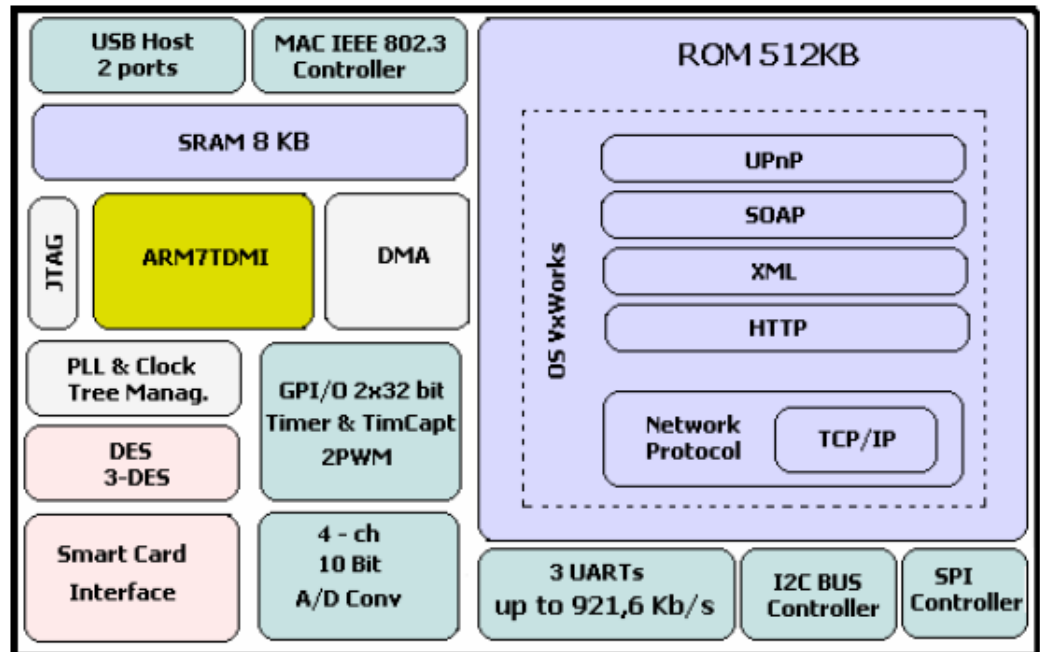 USB Host
2 ports
MAC IEEE 802.3
Controller
SRAM 8 KB
JTAG
ARM7TDMI
DMA
PLL & Clock
Tree Manag.
DES
3-DES
GPI/O 2x32 bit
Timer & TimCapt
2PWM
Smart Card
Interface
4 - ch
10 Bit
A/D Conv
ROM 512KB
OS VxWorks
UPnP
SOAP
XML
HTTP
Network
Protocol
TCP/IP
3 UARTs
up to 921,6 Kb/s
I2C BUS
Controller
SPI
Controller